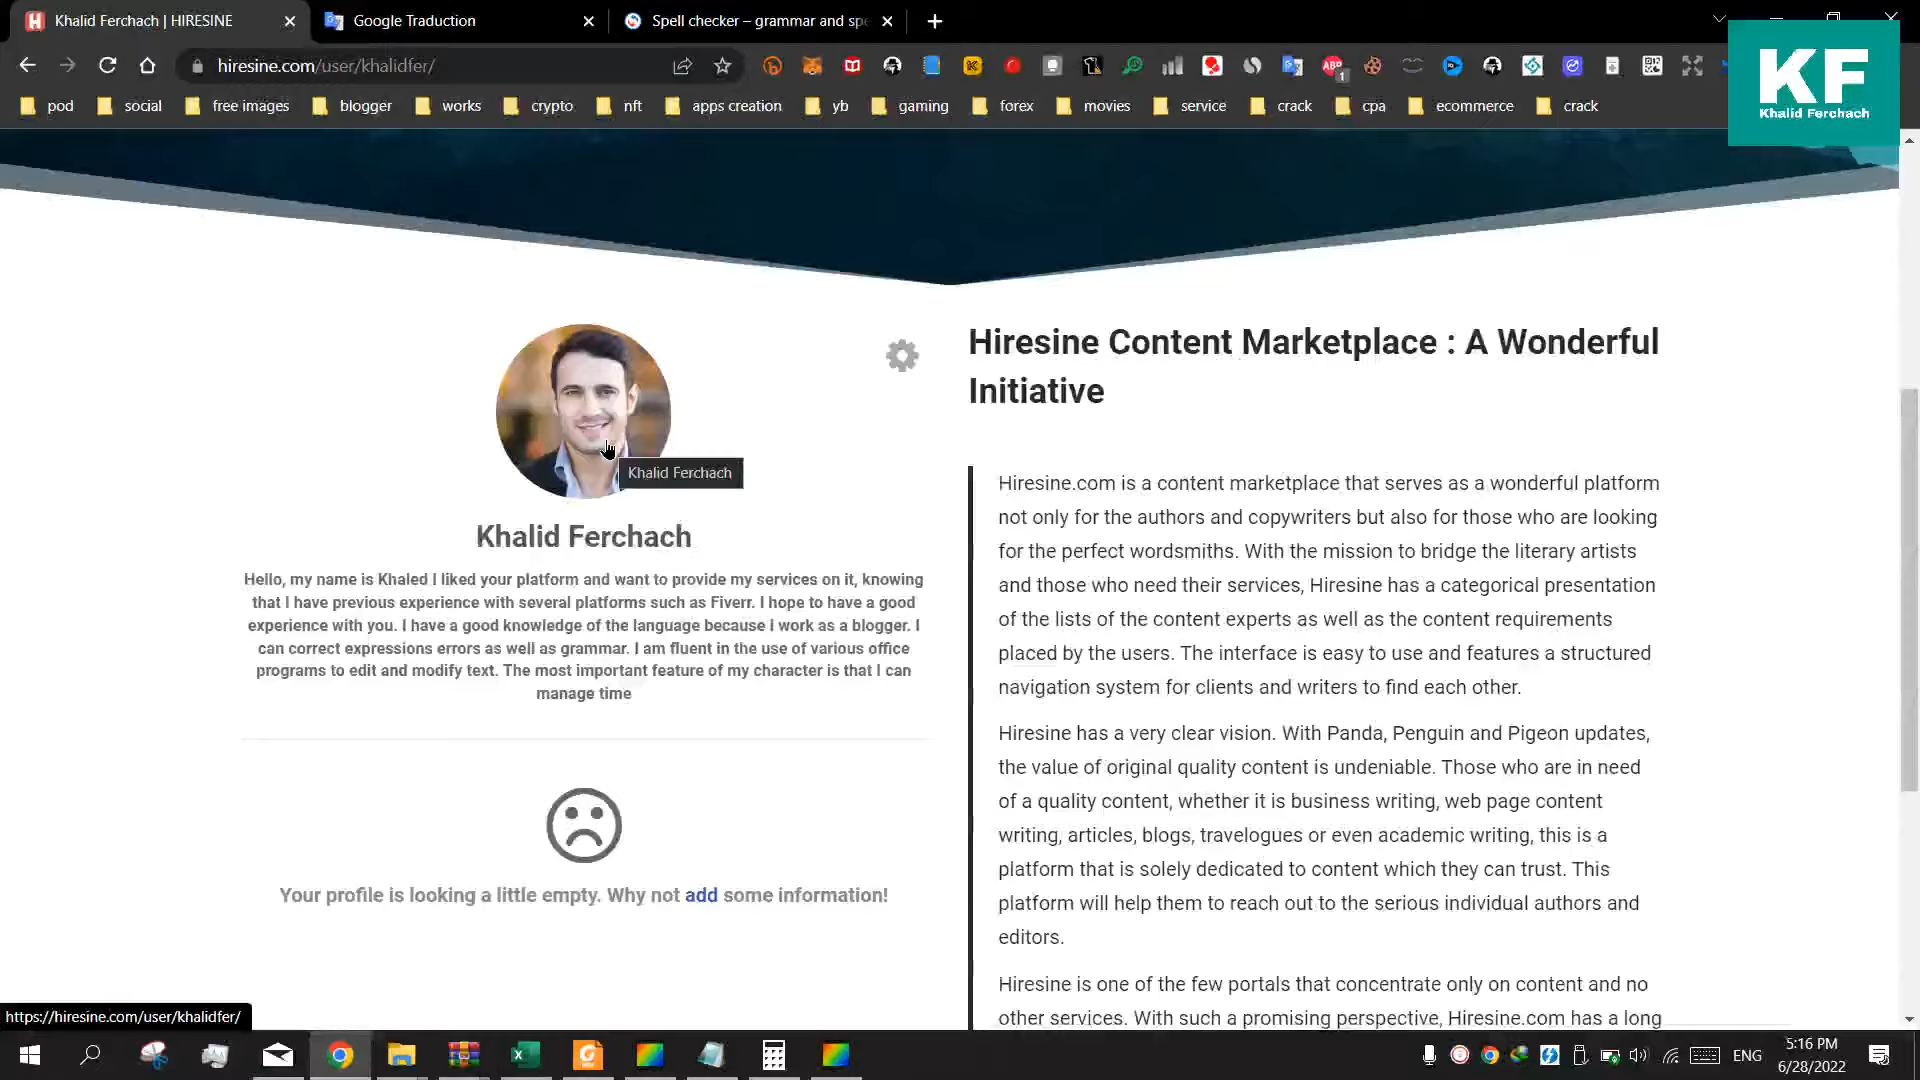 Khalid Ferchach | HIRESINE
Google Traduction
Spell checker – grammar and spe
hiresine.com/user/khalidfer/
ABP
1
pod
social
free images
blogger
works
crypto
nft
apps creation
yb
gaming
forex
movies
service
crack
cpa
ecommerce
crack
KF
Khalid Ferchach
Khalid Ferchach
Khalid Ferchach
Hello, my name is Khaled I liked your platform and want to provide my services on it, knowing
that I have previous experience with several platforms such as Fiverr. I hope to have a good
experience with you. I have a good knowledge of the language because I work as a blogger. I
can correct expressions errors as well as grammar. I am fluent in the use of various office
programs to edit and modify text. The most important feature of my character is that I can
manage time
Your profile is looking a little empty. Why not add some information!
Hiresine Content Marketplace : A Wonderful
Initiative
Hiresine.com is a content marketplace that serves as a wonderful platform
not only for the authors and copywriters but also for those who are looking
for the perfect wordsmiths. With the mission to bridge the literary artists
and those who need their services, Hiresine has a categorical presentation
of the lists of the content experts as well as the content requirements
placed by the users. The interface is easy to use and features a structured
navigation system for clients and writers to find each other.
Hiresine has a very clear vision. With Panda, Penguin and Pigeon updates,
the value of original quality content is undeniable. Those who are in need
of a quality content, whether it is business writing, web page content
writing, articles, blogs, travelogues or even academic writing, this is a
platform that is solely dedicated to content which they can trust. This
platform will help them to reach out to the serious individual authors and
editors.
Hiresine is one of the few portals that concentrate only on content and no
other services. With such a promising perspective, Hiresine.com has a long
https://hiresine.com/user/khalidfer/
ENG
5:16 PM
6/28/2022